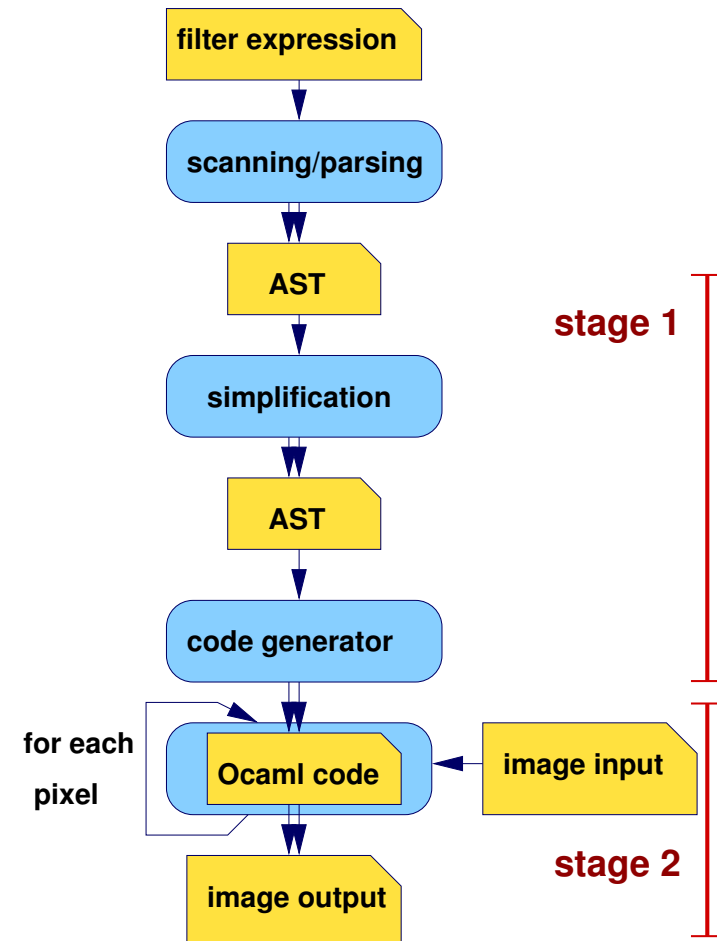 filter expression
scanning/parsing
AST
stage 1
simplification
AST
code generator
for each
pixel
Ocaml code
image input
stage 2
image output